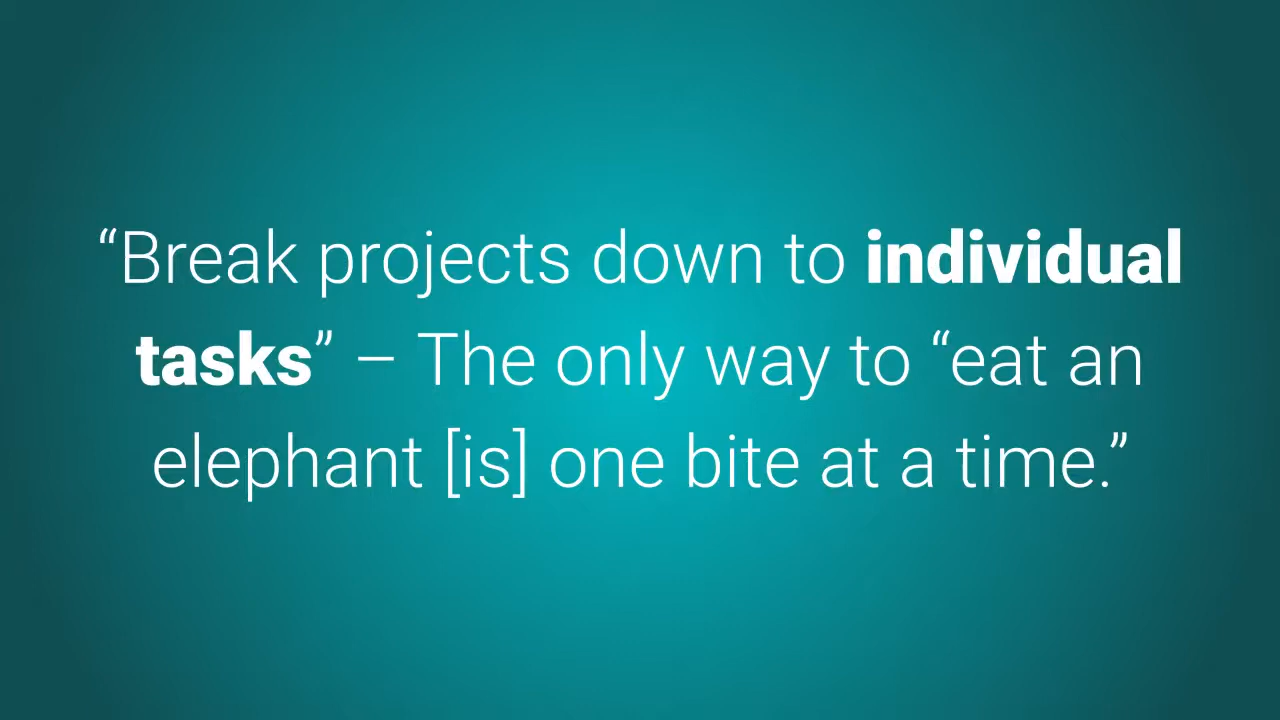 “Break projects down to individual
tasks” – The only way to “eat an
elephant [is] one bite at a time.”